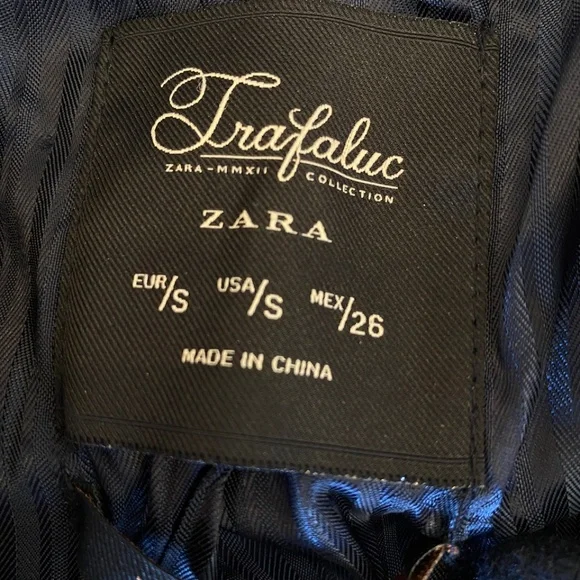 Trafaluc
ZARA - MMXII COLLECTION
ZARA
EUR/S USA/S MEX/26
MADE IN CHINA